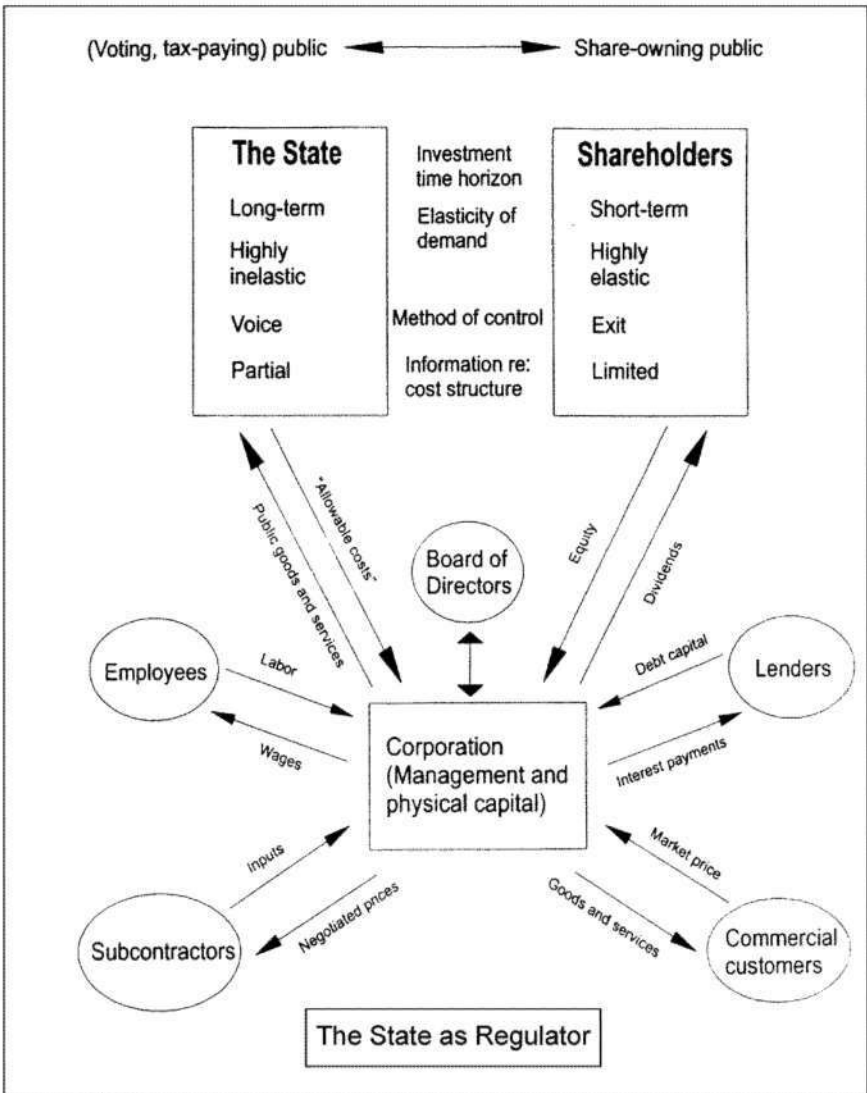 (Voting, tax-paying) public
Share-owning public
The State
Long-term
Highly
inelastic
Voice
Partial
Investment
time horizon
Elasticity of
demand
Method of control
Information re:
cost structure
Shareholders
Short-term
Highly
elastic
Exit
Limited
Public goods and services
"Allowable costs"
Board of
Directors
Equity
Dividends
Employees
Labor
Wages
Corporation
(Management and
physical capital)
Debt capital
Lenders
Interest payments
Inputs
Negotiated prices
Subcontractors
Market price
Goods and services
Commercial
customers
The State as Regulator